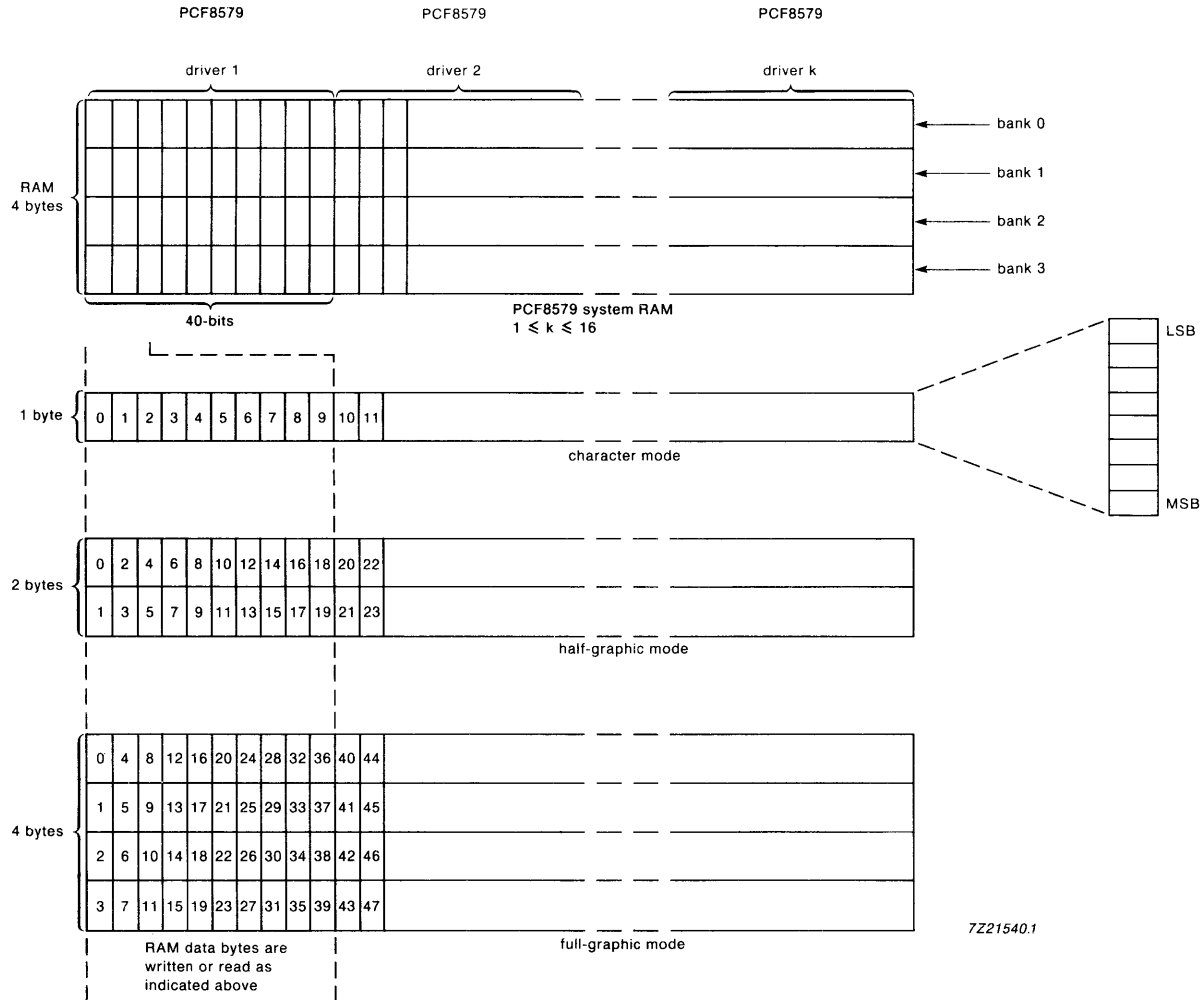 PCF8579 PCF8579 PCF8579
driver 1 driver 2 driver k
bank 0
bank 1
RAM
4 bytes
bank 2
bank 3
40-bits
PCF8579 system RAM
1 ⩽ k ⩽ 16
LSB
MSB
1 byte
0 1 2 3 4 5 6 7 8 9 10 11
character mode
2 bytes
0 2 4 6 8 10 12 14 16 18 20 22
1 3 5 7 9 11 13 15 17 19 21 23
half-graphic mode
4 bytes
0 4 8 12 16 20 24 28 32 36 40 44
1 5 9 13 17 21 25 29 33 37 41 45
2 6 10 14 18 22 26 30 34 38 42 46
3 7 11 15 19 23 27 31 35 39 43 47
full-graphic mode
RAM data bytes are
written or read as
indicated above
7Z21540.1